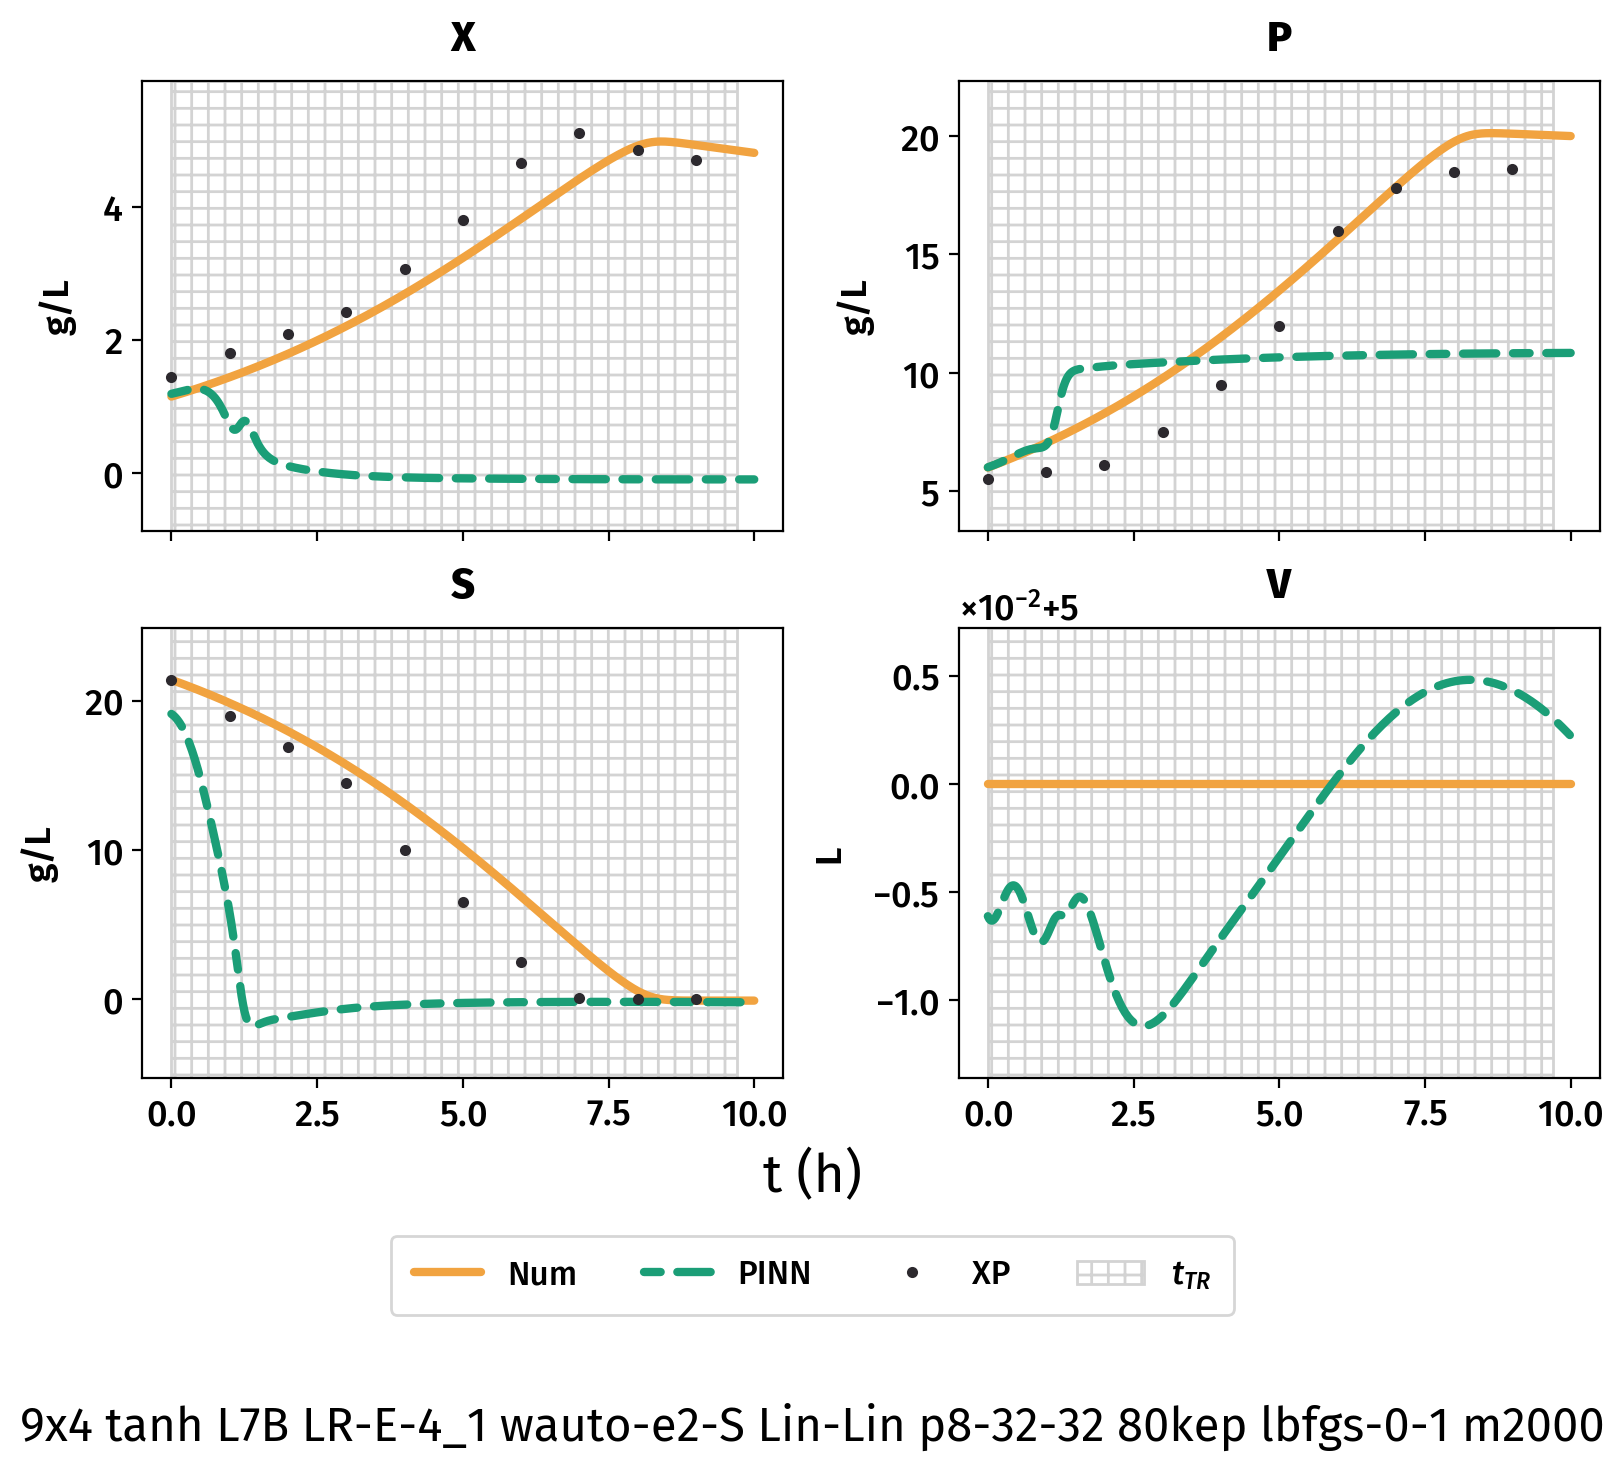 X
P
g/L
4
2
0
g/L
20
15
10
5
S
V
×10⁻²+5
g/L
20
10
0
L
0.5
0.0
−0.5
−1.0
0.0 2.5 5.0 7.5 10.0
0.0 2.5 5.0 7.5 10.0
t (h)
Num PINN XP t_TR
9x4 tanh L7B LR-E-4_1 wauto-e2-S Lin-Lin p8-32-32 80kep lbfgs-0-1 m2000